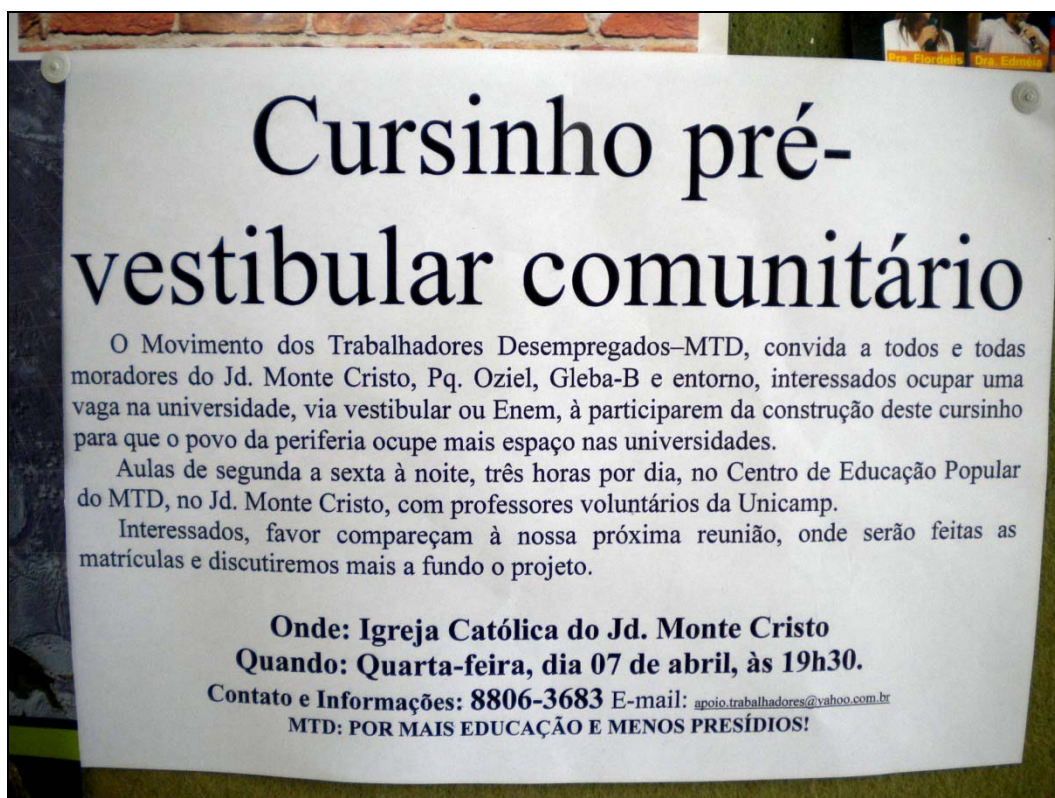 Pra. Flordelis Dra. Edméia
Cursinho pré-
vestibular comunitário
O Movimento dos Trabalhadores Desempregados–MTD, convida a todos e todas
moradores do Jd. Monte Cristo, Pq. Oziel, Gleba-B e entorno, interessados ocupar uma
vaga na universidade, via vestibular ou Enem, à participarem da construção deste cursinho
para que o povo da periferia ocupe mais espaço nas universidades.
Aulas de segunda a sexta à noite, três horas por dia, no Centro de Educação Popular
do MTD, no Jd. Monte Cristo, com professores voluntários da Unicamp.
Interessados, favor compareçam à nossa próxima reunião, onde serão feitas as
matrículas e discutiremos mais a fundo o projeto.
Onde: Igreja Católica do Jd. Monte Cristo
Quando: Quarta-feira, dia 07 de abril, às 19h30.
Contato e Informações: 8806-3683 E-mail: apoio.trabalhadores@yahoo.com.br
MTD: POR MAIS EDUCAÇÃO E MENOS PRESÍDIOS!